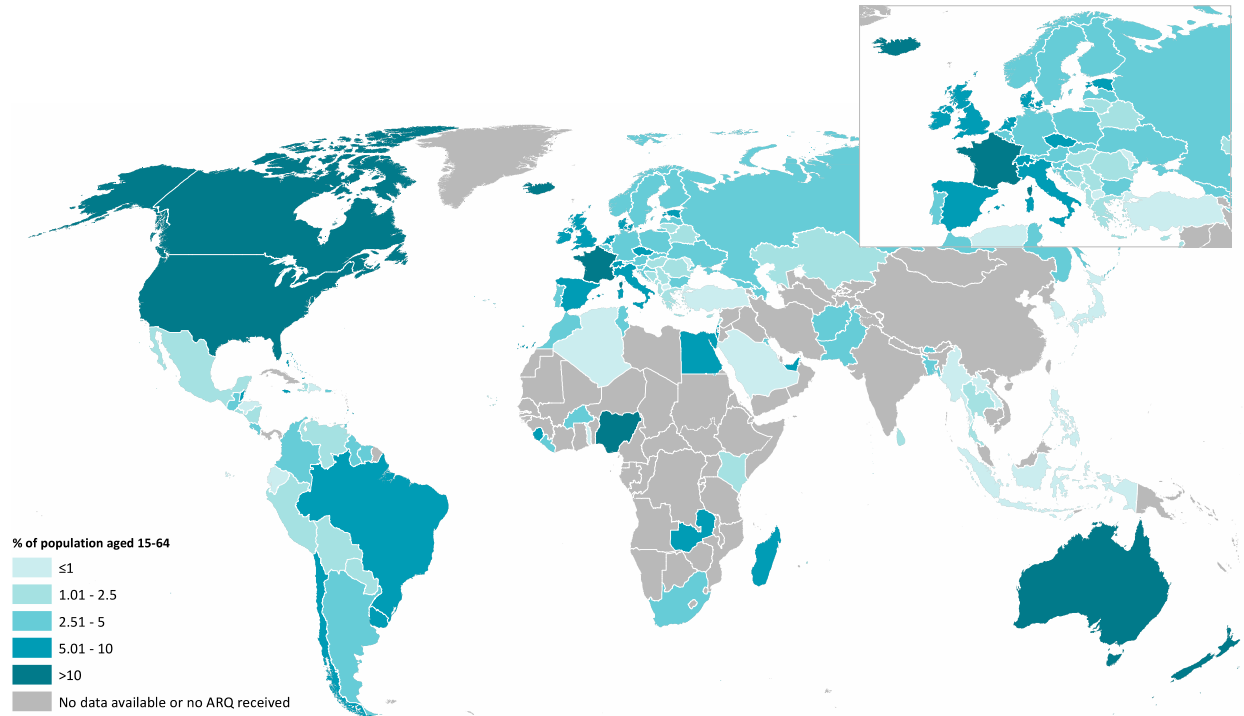 % of population aged 15-64
≤1
1.01 - 2.5
2.51 - 5
5.01 - 10
>10
No data available or no ARQ received